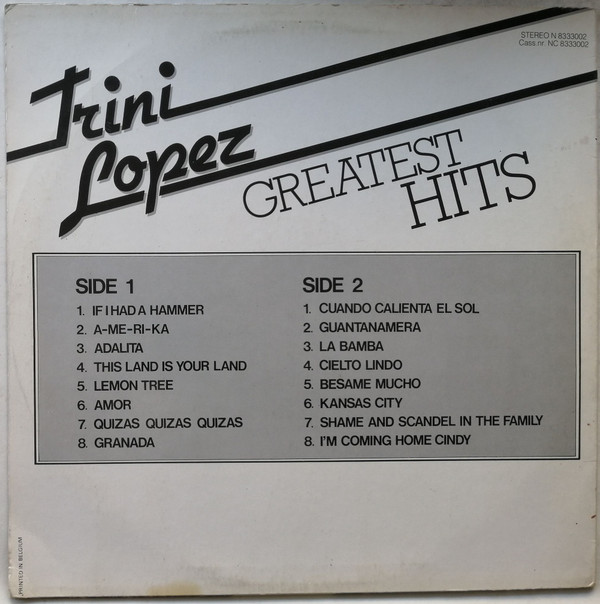 STEREO N 8333002
Cass.nr. NC 8333002
Trini
Lopez
GREATEST
HITS
SIDE 1
1. IF I HAD A HAMMER
2. A-ME-RI-KA
3. ADALITA
4. THIS LAND IS YOUR LAND
5. LEMON TREE
6. AMOR
7. QUIZAS QUIZAS QUIZAS
8. GRANADA
SIDE 2
1. CUANDO CALIENTA EL SOL
2. GUANTANAMERA
3. LA BAMBA
4. CIELTO LINDO
5. BESAME MUCHO
6. KANSAS CITY
7. SHAME AND SCANDEL IN THE FAMILY
8. I'M COMING HOME CINDY
PRINTED IN BELGIUM